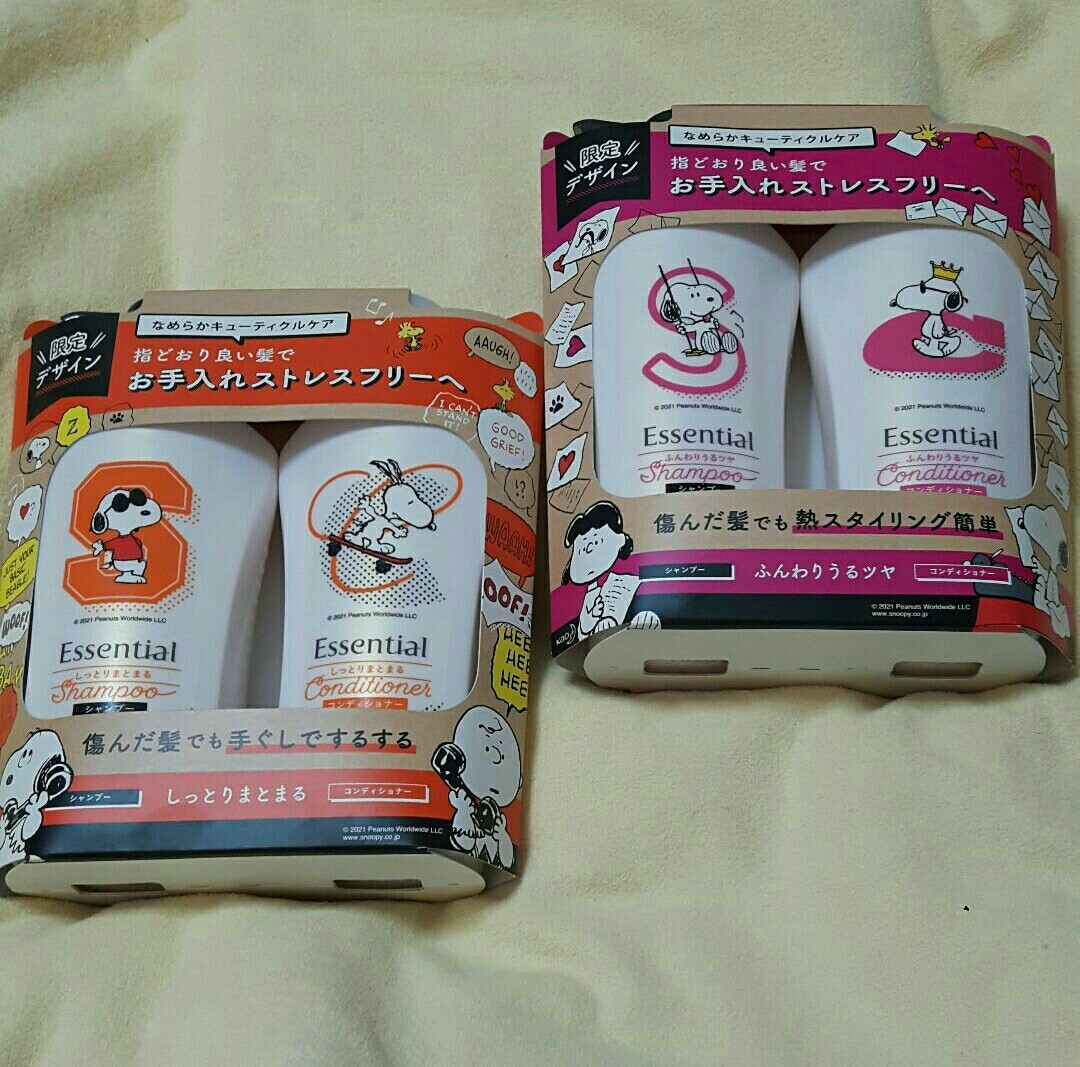 限定
デザイン
なめらかキューティクルケア
指どおり良い髪で
お手入れストレスフリーへ
AAUGH!
I CAN'T
STAND
IT!
GOOD
GRIEF!
!?
Z
JUST YOUR
BASIC
BEAGLE!
WOOF!
WAAH!
HEE
HEE
HEE
S
C
© 2021 Peanuts Worldwide LLC
Essential
しっとりまとまる
Shampoo
シャンプー
© 2021 Peanuts Worldwide LLC
Essential
しっとりまとまる
Conditioner
コンディショナー
傷んだ髪でも手ぐしでするする
シャンプー
しっとりまとまる
コンディショナー
© 2021 Peanuts Worldwide LLC
www.snoopy.co.jp
限定
デザイン
なめらかキューティクルケア
指どおり良い髪で
お手入れストレスフリーへ
S
C
© 2021 Peanuts Worldwide LLC
Essential
ふんわりうるツヤ
Shampoo
シャンプー
© 2021 Peanuts Worldwide LLC
Essential
ふんわりうるツヤ
Conditioner
コンディショナー
傷んだ髪でも熱スタイリング簡単
シャンプー
ふんわりうるツヤ
コンディショナー
© 2021 Peanuts Worldwide LLC
www.snoopy.co.jp